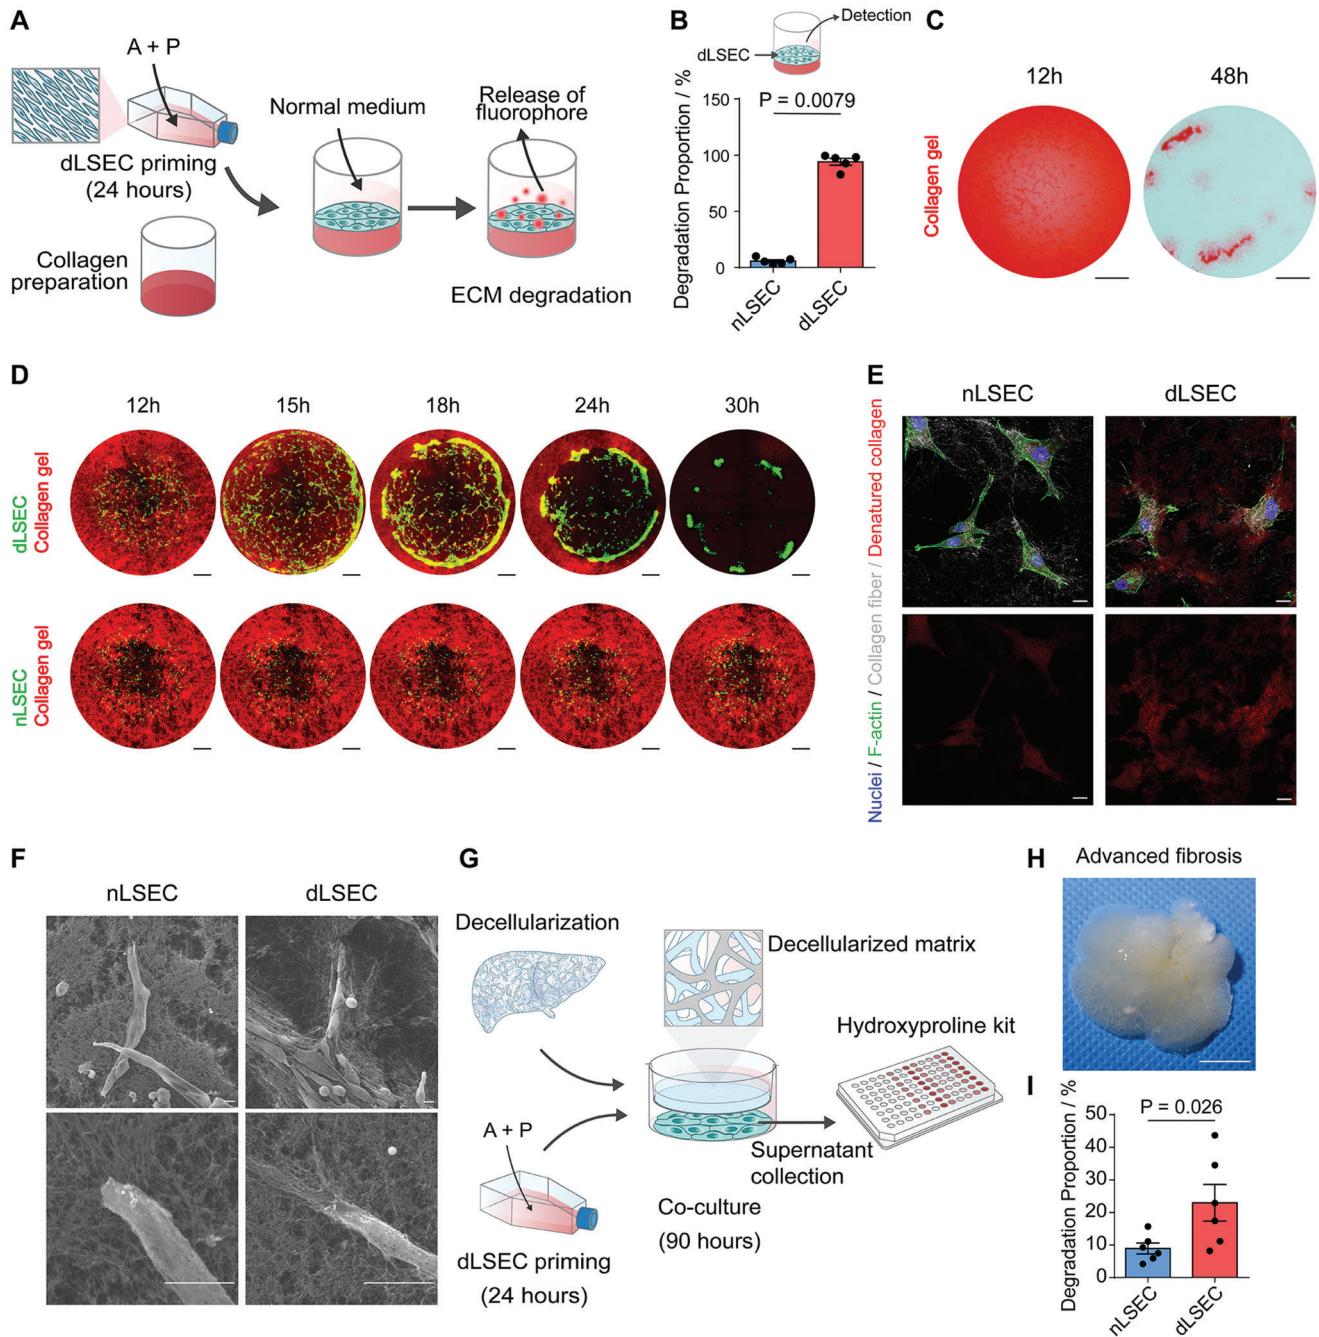 A
A + P
dLSEC priming
(24 hours)
Collagen
preparation
Normal medium
Release of
fluorophore
ECM degradation
B
Detection
dLSEC
Degradation Proportion / %
150
100
50
0
P = 0.0079
nLSEC
dLSEC
C
12h
48h
Collagen gel
D
12h
15h
18h
24h
30h
dLSEC
Collagen gel
nLSEC
Collagen gel
E
nLSEC
dLSEC
Nuclei / F-actin / Collagen fiber / Denatured collagen
F
nLSEC
dLSEC
G
Decellularization
Decellularized matrix
Hydroxyproline kit
A + P
Supernatant
collection
Co-culture
(90 hours)
dLSEC priming
(24 hours)
H
Advanced fibrosis
I
Degradation Proportion / %
50
40
30
20
10
0
P = 0.026
nLSEC
dLSEC